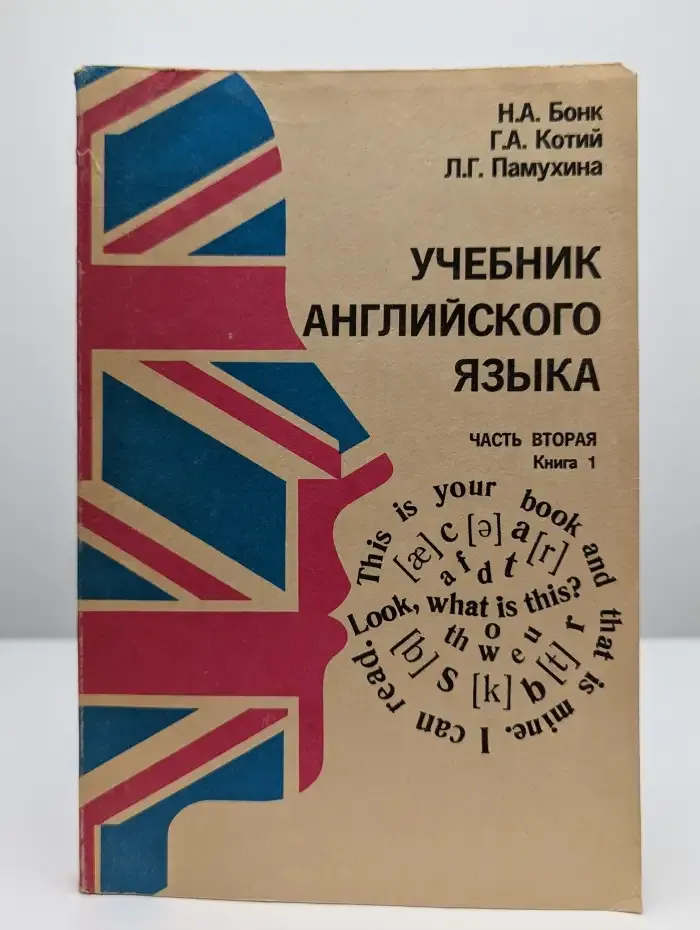 Н.А. Бонк
Г.А. Котий
Л.Г. Памухина
УЧЕБНИК
АНГЛИЙСКОГО
ЯЗЫКА
ЧАСТЬ ВТОРАЯ
Книга 1
This is your book and that is mine. I can read.
[æ] c [ə] a [r]
a f d t
Look, what is this?
th o w e u r
[b] S [k] b [t]